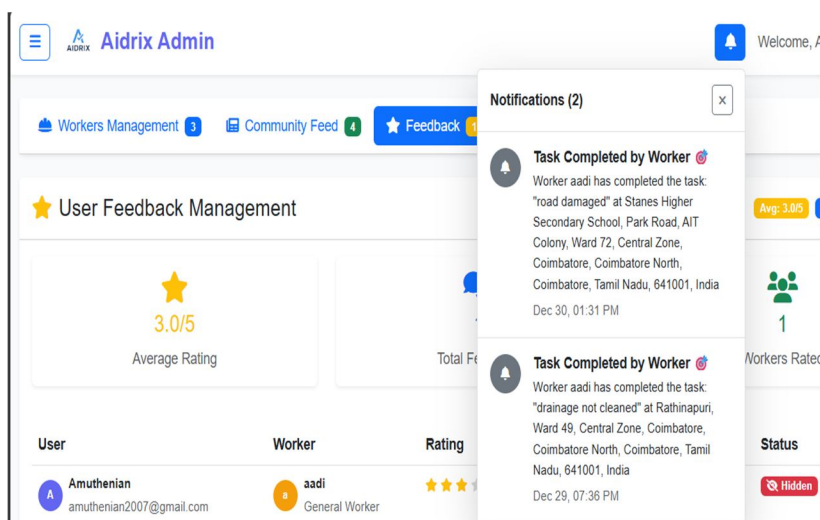 AIDRIX Aidrix Admin
Welcome, A
Workers Management 3 Community Feed 4 Feedback
User Feedback Management
Avg: 3.0/5
3.0/5
Average Rating
Total Fe
1
Workers Rated
User Worker Rating Status
A Amuthenian
amuthenian2007@gmail.com
a aadi
General Worker
Hidden
Notifications (2)
x
Task Completed by Worker 🎯
Worker aadi has completed the task:
"road damaged" at Stanes Higher
Secondary School, Park Road, AIT
Colony, Ward 72, Central Zone,
Coimbatore, Coimbatore North,
Coimbatore, Tamil Nadu, 641001, India
Dec 30, 01:31 PM
Task Completed by Worker 🎯
Worker aadi has completed the task:
"drainage not cleaned" at Rathinapuri,
Ward 49, Central Zone, Coimbatore,
Coimbatore North, Coimbatore, Tamil
Nadu, 641001, India
Dec 29, 07:36 PM